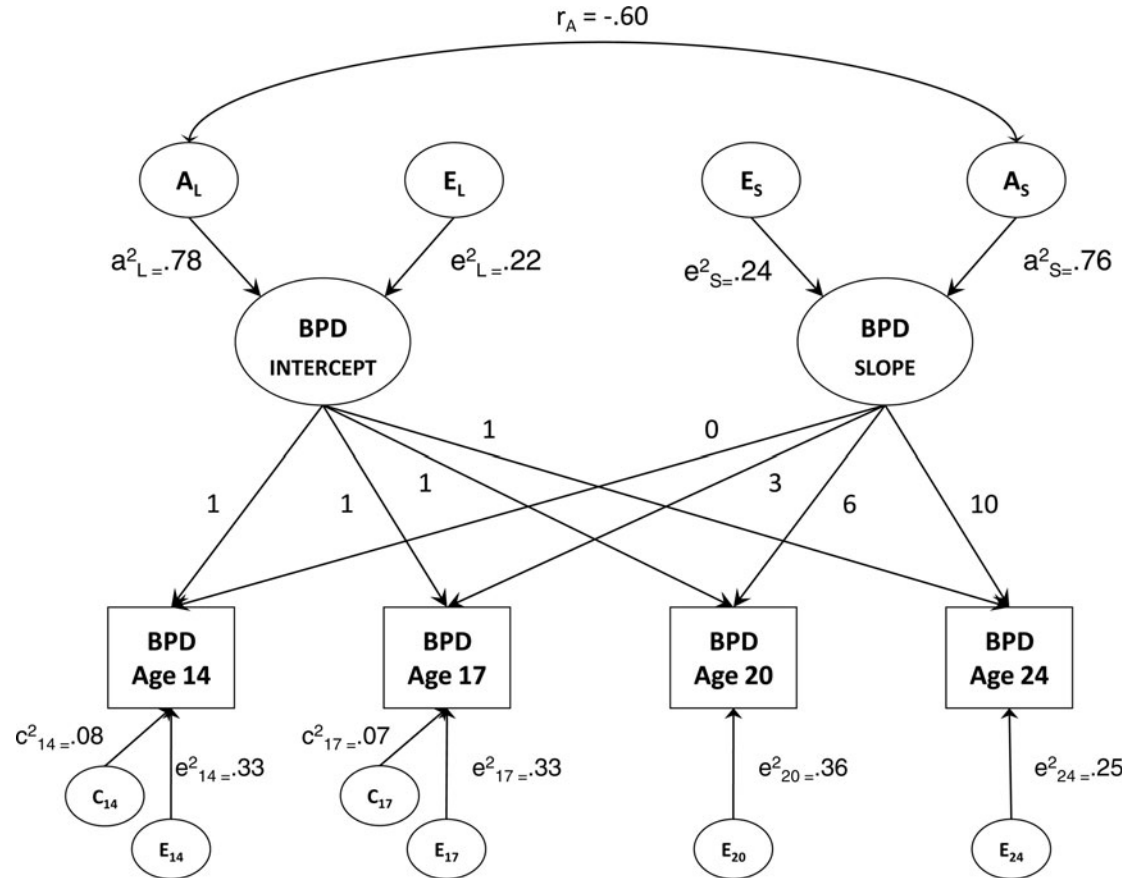 r_A = -.60
A_L
E_L
E_S
A_S
a²_L =.78
e²_L =.22
e²_S=.24
a²_S=.76
BPD
INTERCEPT
BPD
SLOPE
1
0
1
1
1
3
6
10
BPD
Age 14
BPD
Age 17
BPD
Age 20
BPD
Age 24
c²_14 =.08
e²_14 =.33
c²_17 =.07
e²_17 =.33
e²_20 =.36
e²_24 =.25
C_14
C_17
E_14
E_17
E_20
E_24